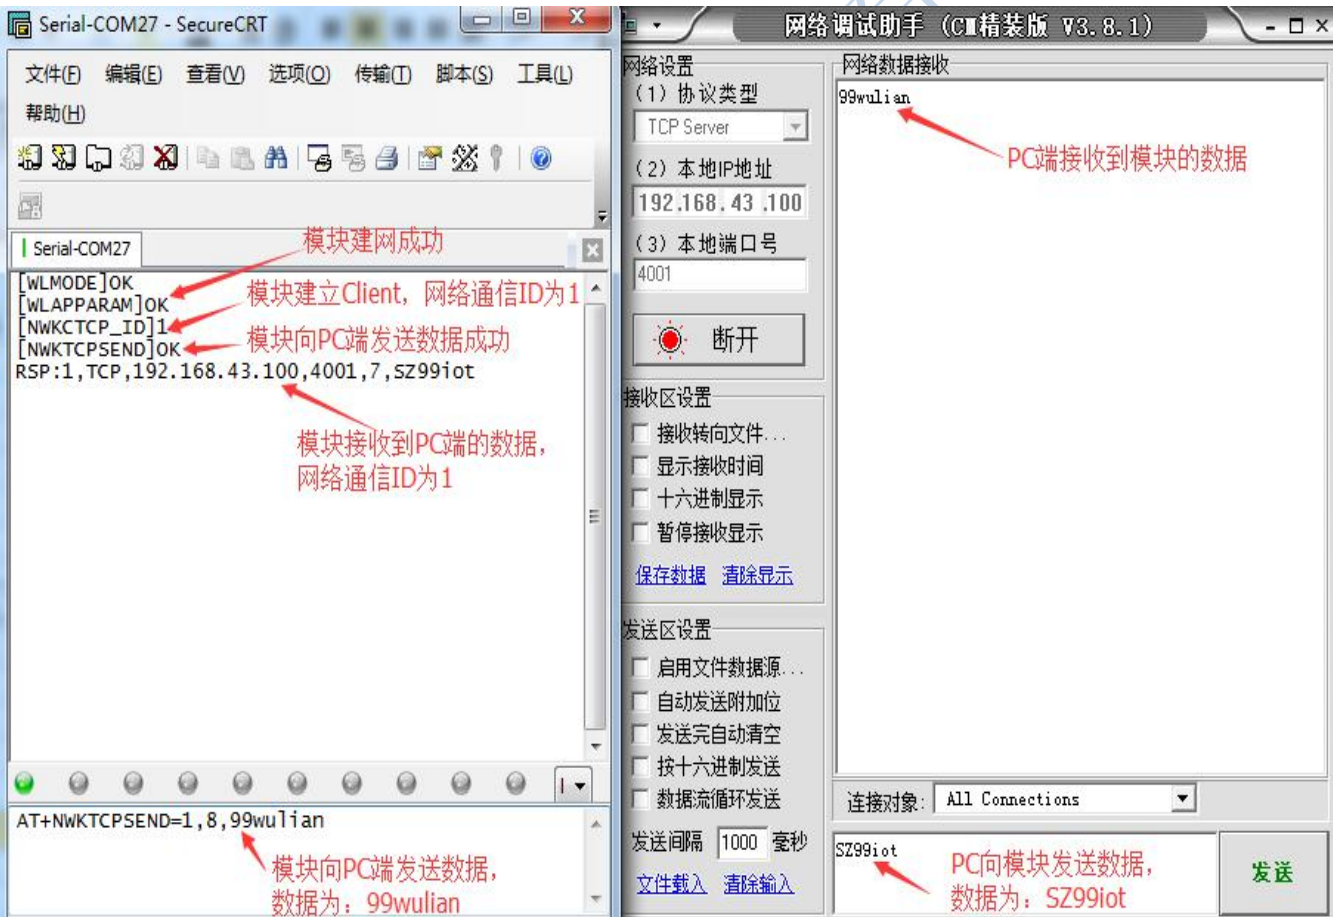 Serial-COM27 - SecureCRT
文件(F) 编辑(E) 查看(V) 选项(O) 传输(T) 脚本(S) 工具(L)
帮助(H)
Serial-COM27
模块建网成功
[WLMODE]OK
[WLAPPARAM]OK
模块建立Client，网络通信ID为1
[NWKCTCP_ID]1
[NWKTCPSEND]OK
模块向PC端发送数据成功
RSP:1,TCP,192.168.43.100,4001,7,SZ99iot
模块接收到PC端的数据，
网络通信ID为1
AT+NWKTCPSEND=1,8,99wulian
模块向PC端发送数据，
数据为：99wulian
网络调试助手 (C■精装版 V3.8.1)
网络设置
(1) 协议类型
TCP Server
(2) 本地IP地址
192.168.43.100
(3) 本地端口号
4001
断开
接收区设置
接收转向文件...
显示接收时间
十六进制显示
暂停接收显示
保存数据 清除显示
发送区设置
启用文件数据源...
自动发送附加位
发送完自动清空
按十六进制发送
数据流循环发送
发送间隔 1000 毫秒
文件载入 清除输入
网络数据接收
99wulian
PC端接收到模块的数据
连接对象: All Connections
SZ99iot
PC向模块发送数据，
数据为：SZ99iot
发送